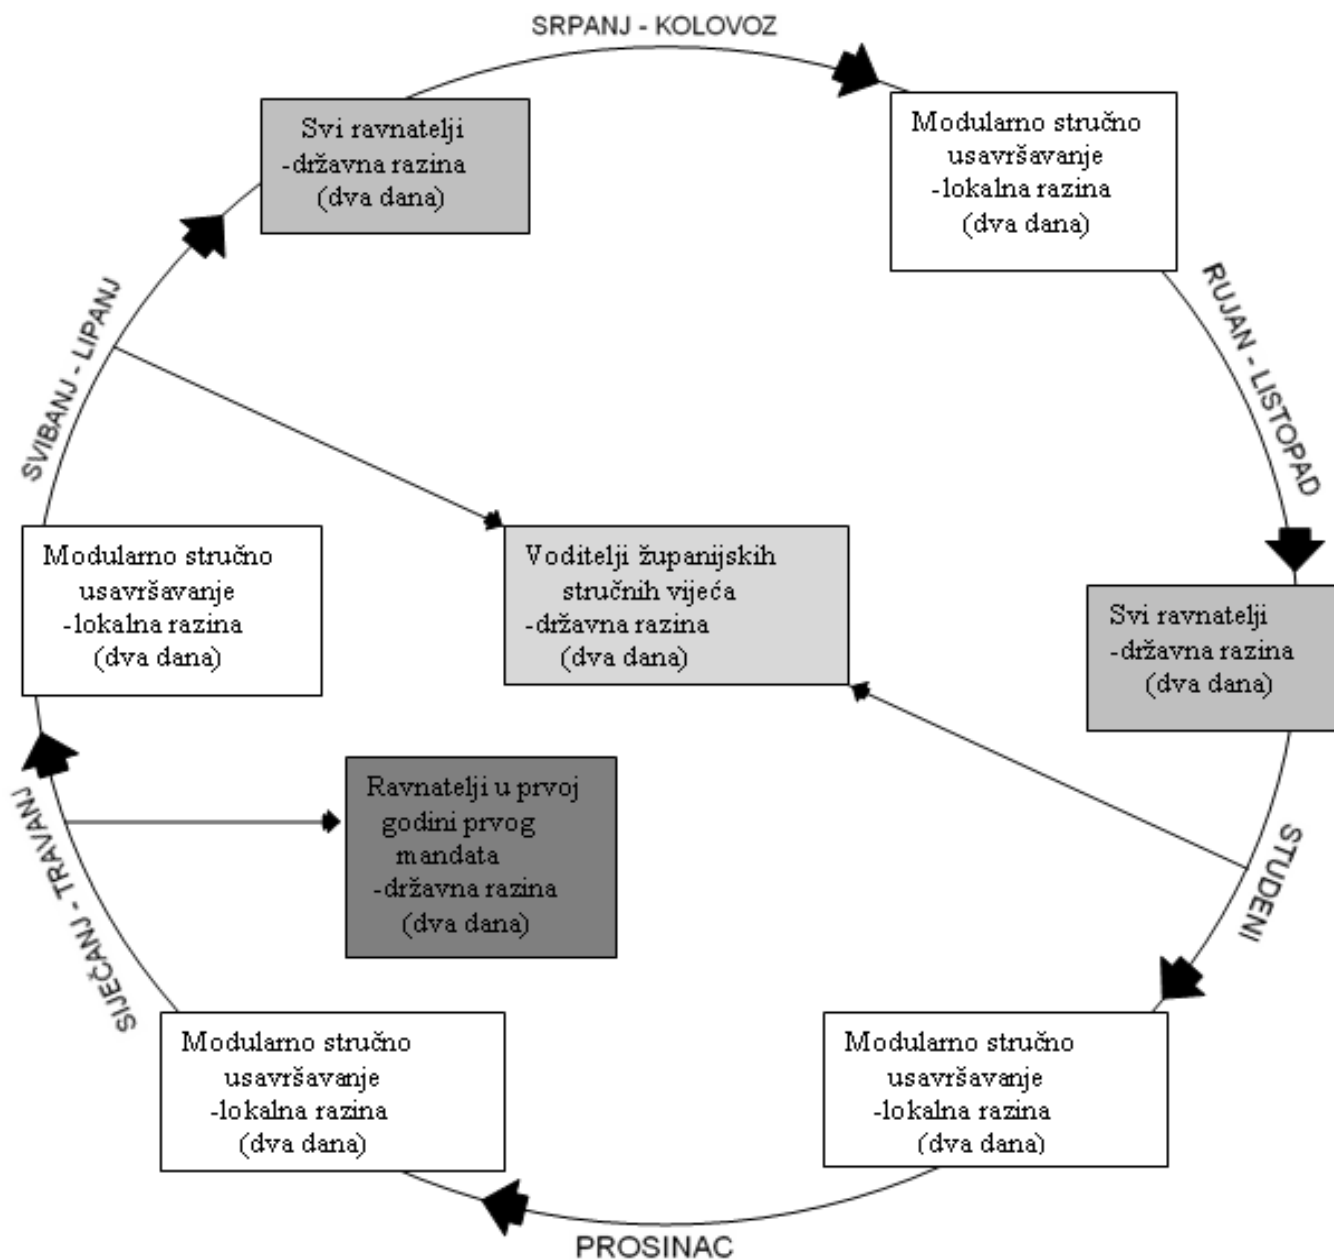 SRPANJ - KOLOVOZ
Svi ravnatelji
-državna razina
(dva dana)
Modularno stručno
usavršavanje
-lokalna razina
(dva dana)
SVIBANJ - LIPANJ
RUJAN - LISTOPAD
Modularno stručno
usavršavanje
-lokalna razina
(dva dana)
Voditelji županijskih
stručnih vijeća
-državna razina
(dva dana)
Svi ravnatelji
-državna razina
(dva dana)
Ravnatelji u prvoj
godini prvog
mandata
-državna razina
(dva dana)
SIJEČANJ - TRAVANJ
STUDENI
Modularno stručno
usavršavanje
-lokalna razina
(dva dana)
Modularno stručno
usavršavanje
-lokalna razina
(dva dana)
PROSINAC